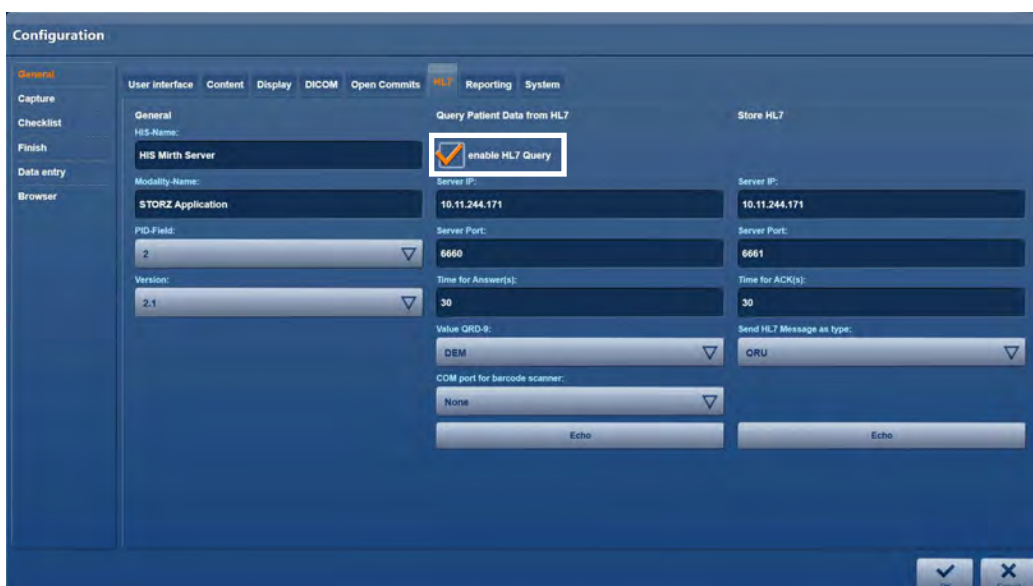 Configuration
General
Capture
Checklist
Finish
Data entry
Browser
User interface Content Display DICOM Open Commits HL7 Reporting System
General
HIS-Name:
HIS Mirth Server
Modality-Name:
STORZ Application
PID-Field:
2
Version:
2.1
Query Patient Data from HL7
enable HL7 Query
Server IP:
10.11.244.171
Server Port:
6660
Time for Answer(s):
30
Value QRD-9:
DEM
COM port for barcode scanner:
None
Echo
Store HL7
Server IP:
10.11.244.171
Server Port:
6661
Time for ACK(s):
30
Send HL7 Message as type:
ORU
Echo